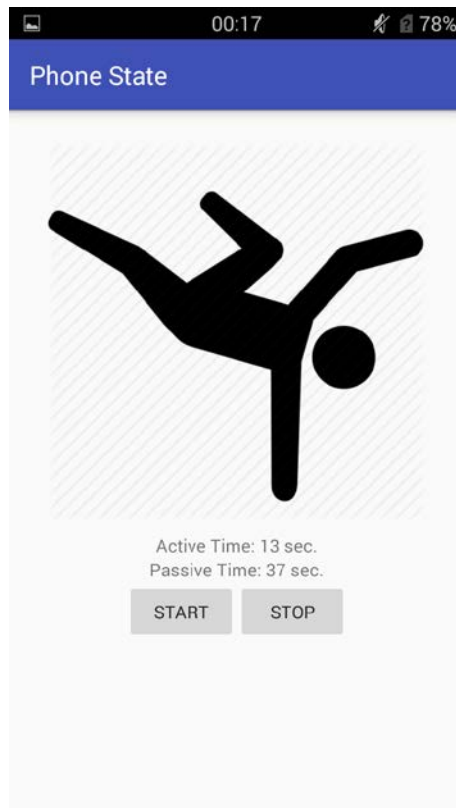 00:17
78%
Phone State
Active Time: 13 sec.
Passive Time: 37 sec.
START
STOP